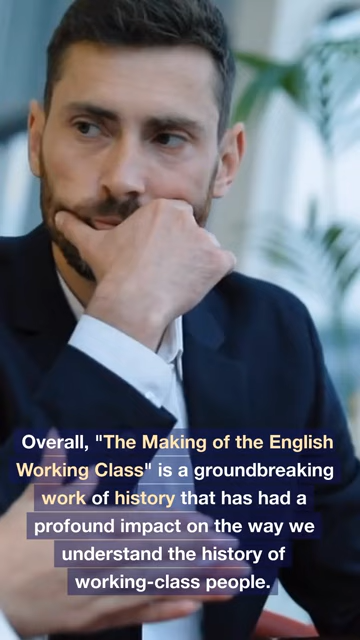 Overall, "The Making of the English
Working Class" is a groundbreaking
work of history that has had a
profound impact on the way we
understand the history of
working-class people.